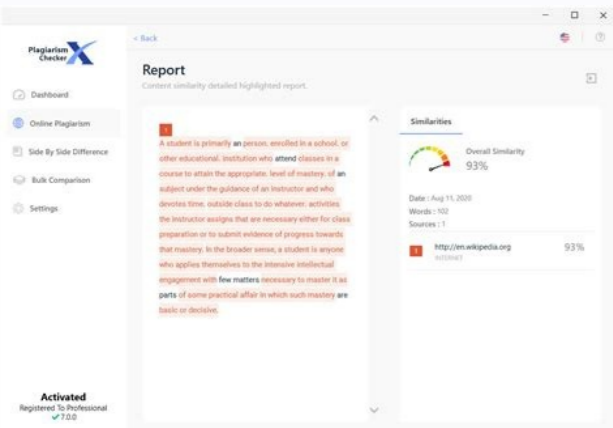 Plagiarism
Checker X
< Back
Report
Content similarity detailed highlighted report.
Dashboard
Online Plagiarism
Side By Side Difference
Bulk Comparison
Settings
1
A student is primarily an person, enrolled in a school, or
other educational, institution who attend classes in a
course to attain the appropriate, level of mastery, of an
subject under the guidance of an instructor and who
devotes time, outside class to do whatever, activities
the instructor assigns that are necessary either for class
preparation or to submit evidence of progress towards
that mastery. In the broader sense, a student is anyone
who applies themselves to the intensive intellectual
engagement with few matters necessary to master it as
parts of some practical affair in which such mastery are
basic or decisive.
Similarities
Overall Similarity
93%
Date : Aug 11, 2020
Words : 102
Sources : 1
1 http://en.wikipedia.org 93%
INTERNET
Activated
Registered To Professional
7.0.0